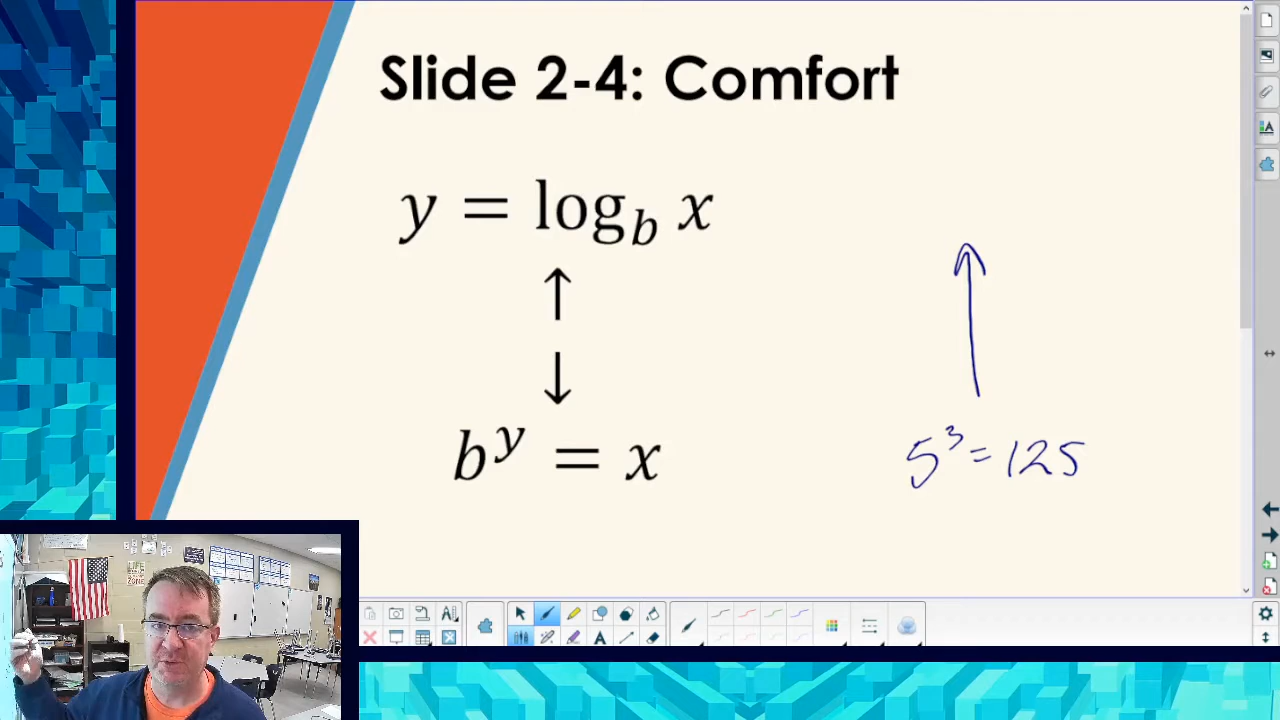 Slide 2-4: Comfort
y = log_b x
↑
↓
b^y = x
5^3 = 125